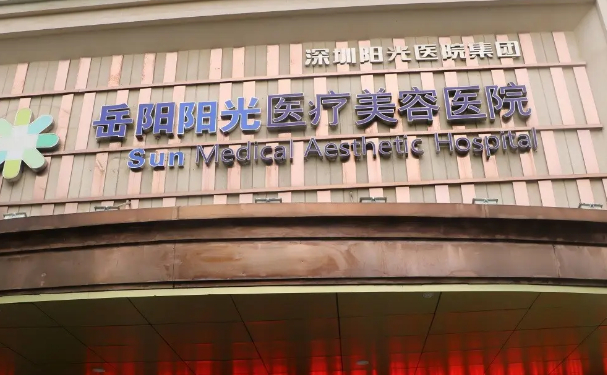 深圳阳光医院集团
岳阳阳光医疗美容医院
Sun Medical Aesthetic Hospital